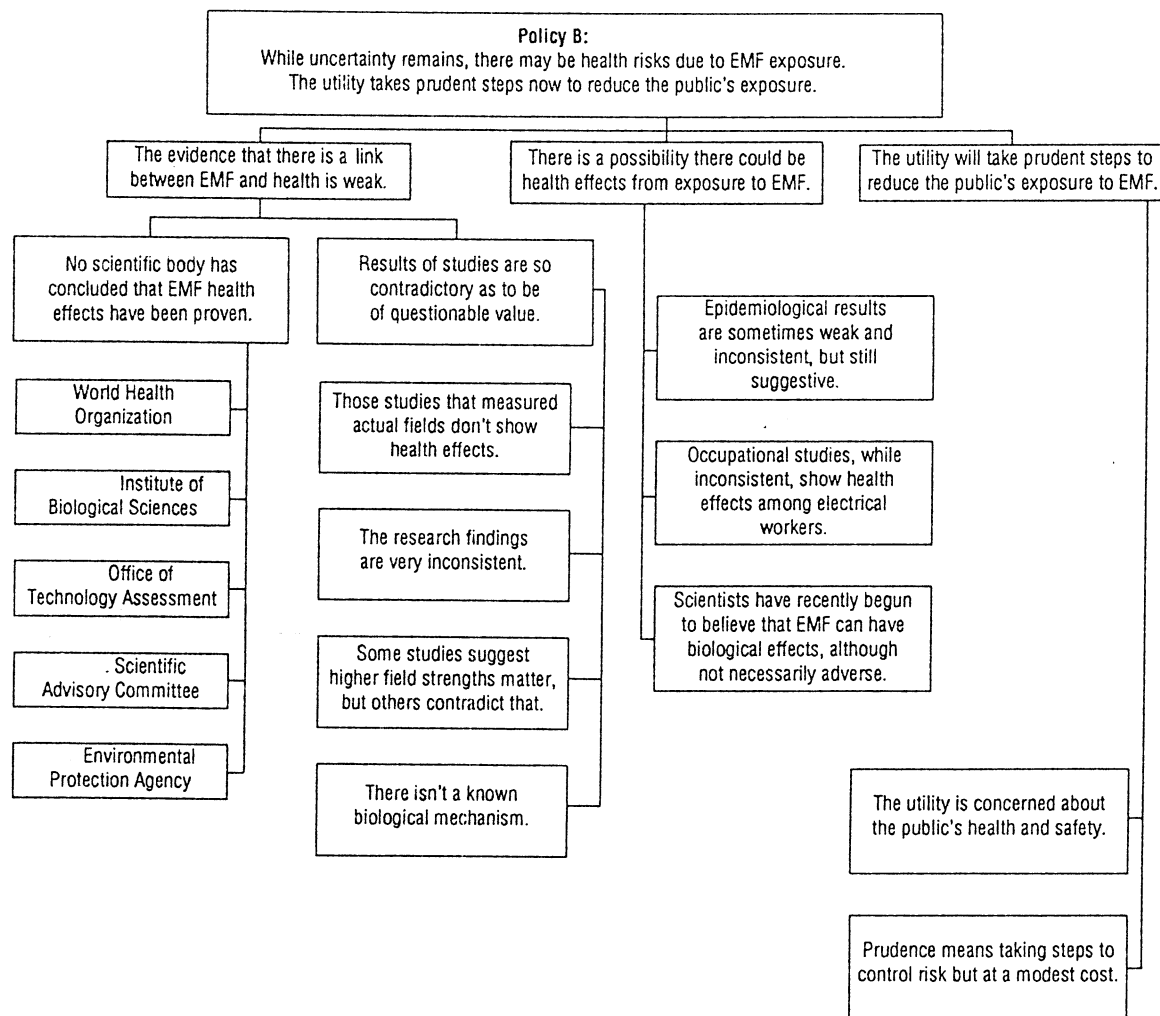 Policy B:
While uncertainty remains, there may be health risks due to EMF exposure.
The utility takes prudent steps now to reduce the public's exposure.
The evidence that there is a link
between EMF and health is weak.
There is a possibility there could be
health effects from exposure to EMF.
The utility will take prudent steps to
reduce the public's exposure to EMF.
No scientific body has
concluded that EMF health
effects have been proven.
World Health
Organization
Institute of
Biological Sciences
Office of
Technology Assessment
. Scientific
Advisory Committee
Environmental
Protection Agency
Results of studies are so
contradictory as to be
of questionable value.
Those studies that measured
actual fields don't show
health effects.
The research findings
are very inconsistent.
Some studies suggest
higher field strengths matter,
but others contradict that.
There isn't a known
biological mechanism.
Epidemiological results
are sometimes weak and
inconsistent, but still
suggestive.
Occupational studies, while
inconsistent, show health
effects among electrical
workers.
Scientists have recently begun
to believe that EMF can have
biological effects, although
not necessarily adverse.
The utility is concerned about
the public's health and safety.
Prudence means taking steps to
control risk but at a modest cost.